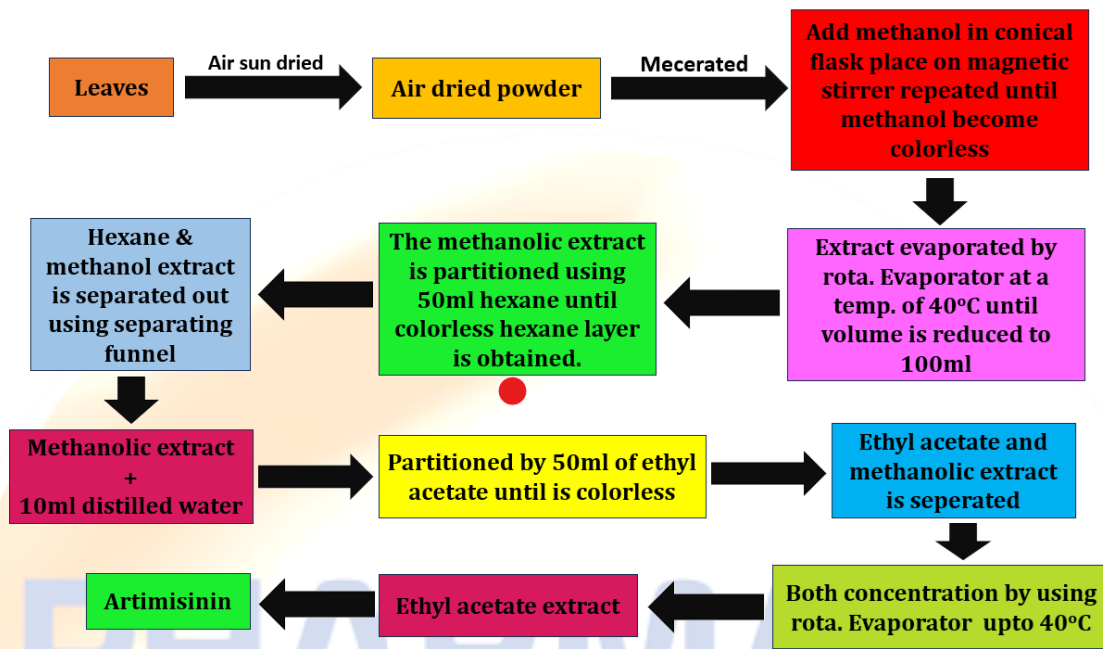 Leaves
Air sun dried
Air dried powder
Mecerated
Add methanol in conical
flask place on magnetic
stirrer repeated until
methanol become
colorless
Extract evaporated by
rota. Evaporator at a
temp. of 40°C until
volume is reduced to
100ml
The methanolic extract
is partitioned using
50ml hexane until
colorless hexane layer
is obtained.
Hexane &
methanol extract
is separated out
using separating
funnel
Methanolic extract
+
10ml distilled water
Partitioned by 50ml of ethyl
acetate until is colorless
Ethyl acetate and
methanolic extract
is seperated
Both concentration by using
rota. Evaporator upto 40°C
Ethyl acetate extract
Artimisinin